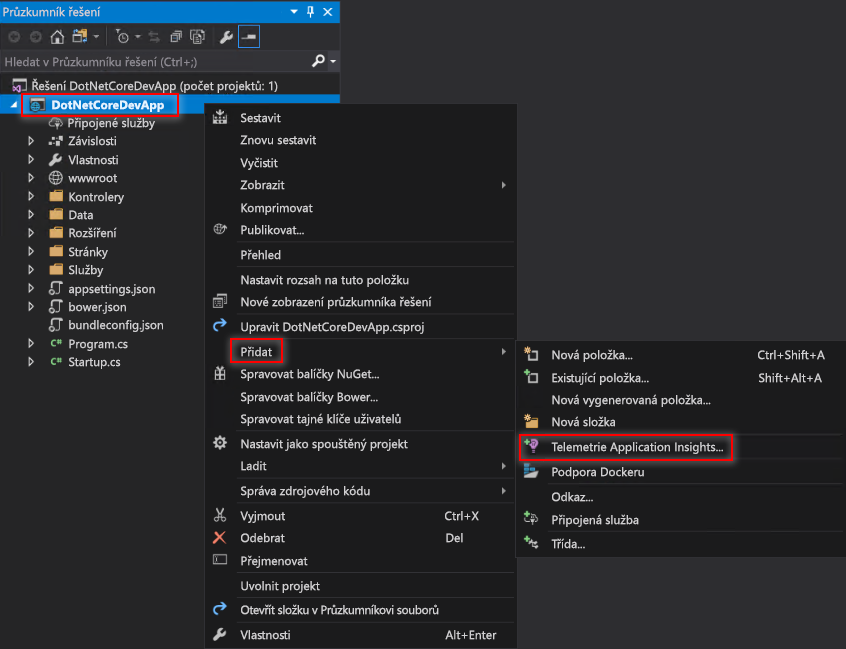 Průzkumník řešení
Hledat v Průzkumníku řešení (Ctrl+;)
Řešení DotNetCoreDevApp (počet projektů: 1)
DotNetCoreDevApp
Připojené služby
Závislosti
Vlastnosti
wwwroot
Kontrolery
Data
Rozšíření
Stránky
Služby
appsettings.json
bower.json
bundleconfig.json
C# Program.cs
C# Startup.cs
Sestavit
Znovu sestavit
Vyčistit
Zobrazit
Komprimovat
Publikovat...
Přehled
Nastavit rozsah na tuto položku
Nové zobrazení průzkumníka řešení
Upravit DotNetCoreDevApp.csproj
Přidat
Spravovat balíčky NuGet...
Spravovat balíčky Bower...
Spravovat tajné klíče uživatelů
Nastavit jako spouštěný projekt
Ladit
Správa zdrojového kódu
Vyjmout Ctrl+X
Odebrat Del
Přejmenovat
Uvolnit projekt
Otevřít složku v Průzkumníkovi souborů
Vlastnosti Alt+Enter
Nová položka... Ctrl+Shift+A
Existující položka... Shift+Alt+A
Nová vygenerovaná položka...
Nová složka
Telemetrie Application Insights...
Podpora Dockeru
Odkaz...
Připojená služba
Třída...